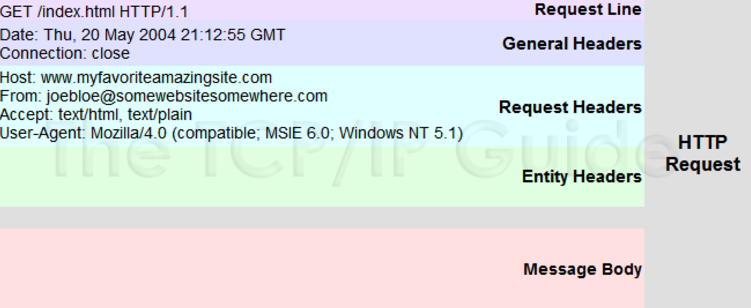 GET /index.html HTTP/1.1 Request Line
Date: Thu, 20 May 2004 21:12:55 GMT
Connection: close
General Headers
Host: www.myfavoriteamazingsite.com
From: joebloe@somewebsitesomewhere.com
Accept: text/html, text/plain
User-Agent: Mozilla/4.0 (compatible; MSIE 6.0; Windows NT 5.1)
Request Headers
The TCP/IP Guide
Entity Headers
Message Body
HTTP
Request